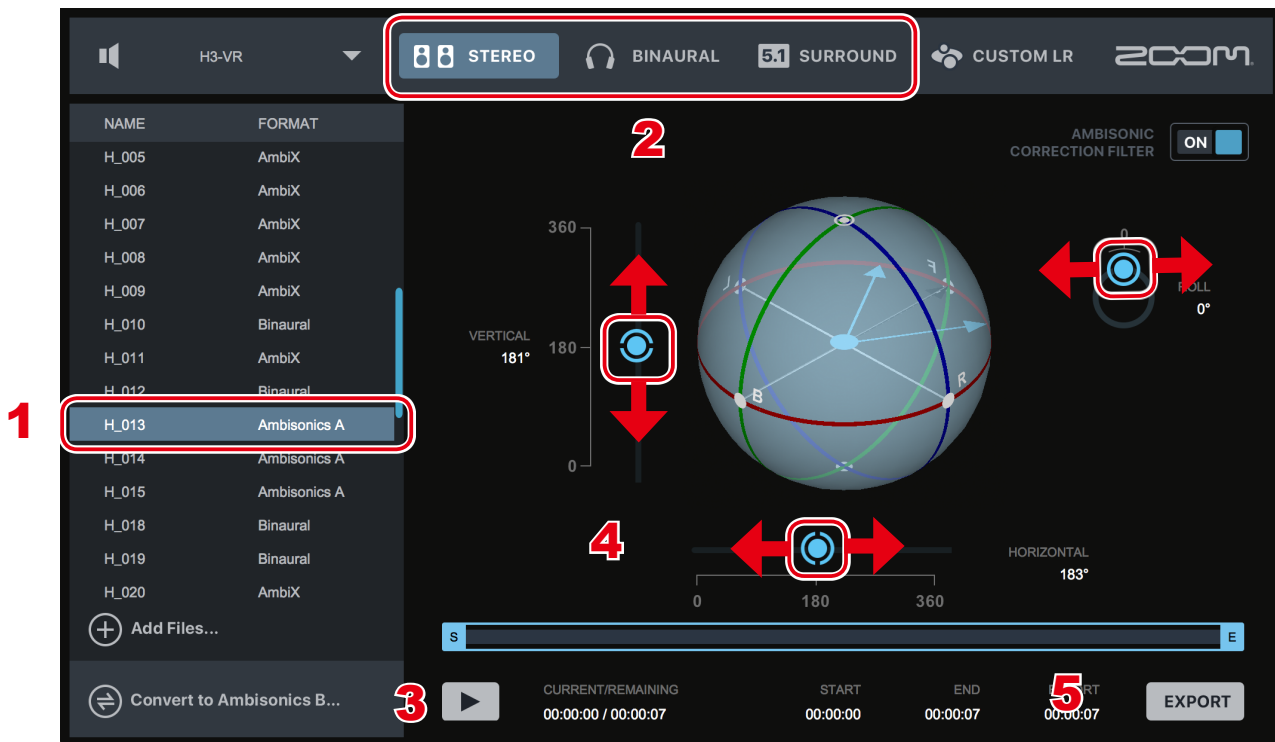 H3-VR
STEREO
BINAURAL
5.1 SURROUND
CUSTOM LR
ZOOM
2
NAME FORMAT
H_005 AmbiX
H_006 AmbiX
H_007 AmbiX
H_008 AmbiX
H_009 AmbiX
H_010 Binaural
H_011 AmbiX
H_012 Binaural
1
H_013 Ambisonics A
H_014 Ambisonics A
H_015 Ambisonics A
H_018 Binaural
H_019 Binaural
H_020 AmbiX
Add Files...
Convert to Ambisonics B...
AMBISONIC
CORRECTION FILTER
ON
360
VERTICAL
181°
180
0
F
B
R
0
ROLL
0°
4
HORIZONTAL
183°
0 180 360
S E
3
CURRENT/REMAINING
00:00:00 / 00:00:07
START
00:00:00
END
00:00:07
5
00:00:07
EXPORT